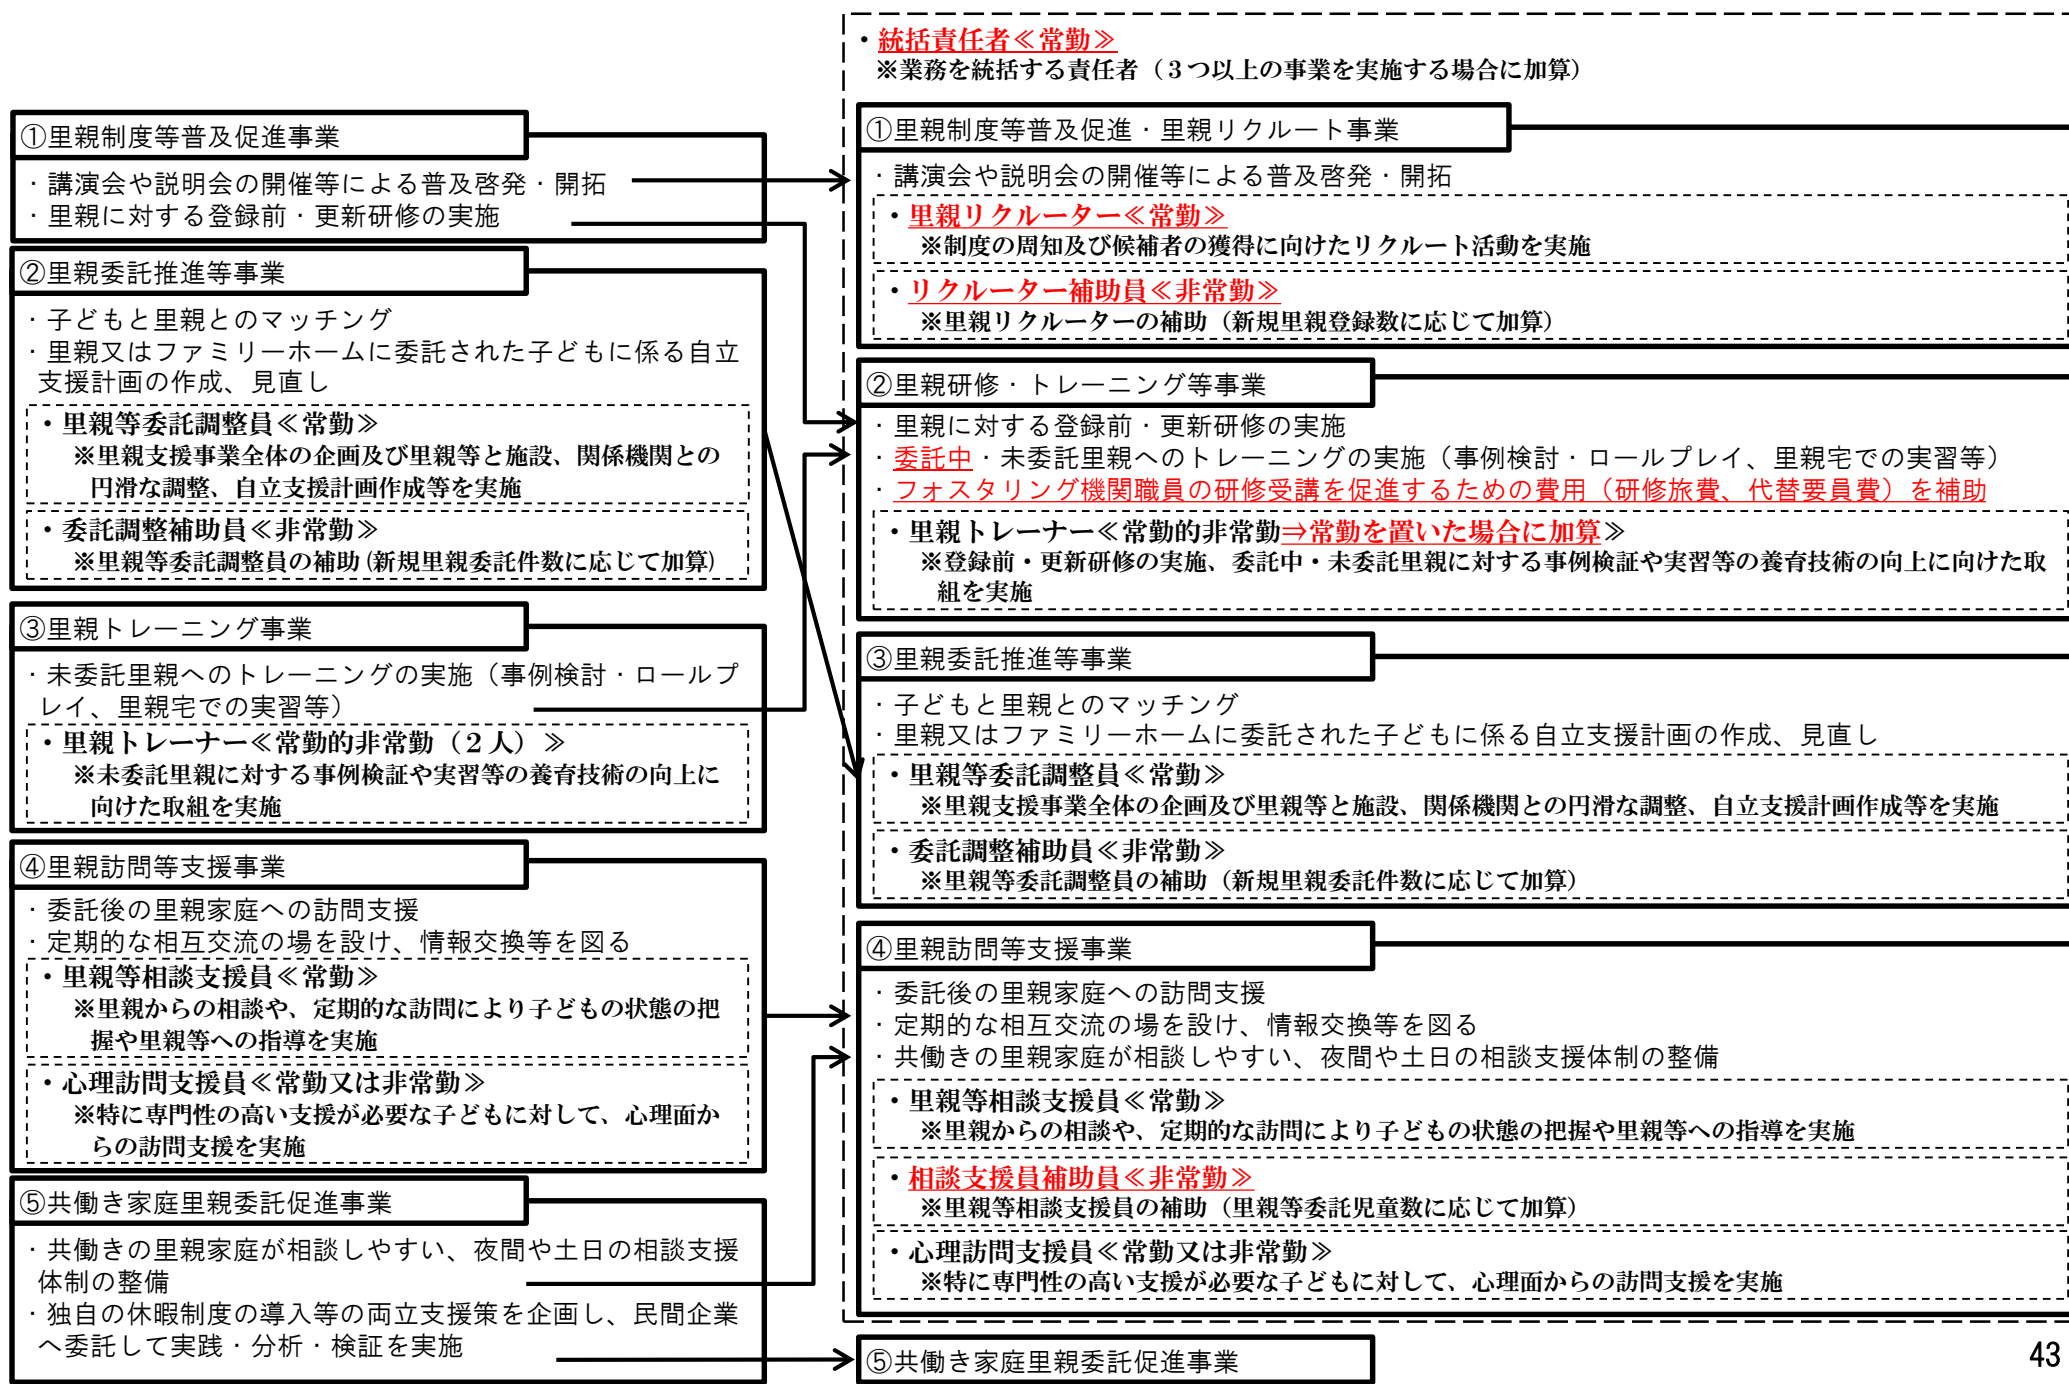 ①里親制度等普及促進事業
・講演会や説明会の開催等による普及啓発・開拓
・里親に対する登録前・更新研修の実施
②里親委託推進等事業
・子どもと里親とのマッチング
・里親又はファミリーホームに委託された子どもに係る自立
支援計画の作成、見直し
・里親等委託調整員≪常勤≫
※里親支援事業全体の企画及び里親等と施設、関係機関との
円滑な調整、自立支援計画作成等を実施
・委託調整補助員≪非常勤≫
※里親等委託調整員の補助(新規里親委託件数に応じて加算)
③里親トレーニング事業
・未委託里親へのトレーニングの実施（事例検討・ロールプ
レイ、里親宅での実習等）
・里親トレーナー≪常勤的非常勤（２人）≫
※未委託里親に対する事例検証や実習等の養育技術の向上に
向けた取組を実施
④里親訪問等支援事業
・委託後の里親家庭への訪問支援
・定期的な相互交流の場を設け、情報交換等を図る
・里親等相談支援員≪常勤≫
※里親からの相談や、定期的な訪問により子どもの状態の把
握や里親等への指導を実施
・心理訪問支援員≪常勤又は非常勤≫
※特に専門性の高い支援が必要な子どもに対して、心理面か
らの訪問支援を実施
⑤共働き家庭里親委託促進事業
・共働きの里親家庭が相談しやすい、夜間や土日の相談支援
体制の整備
・独自の休暇制度の導入等の両立支援策を企画し、民間企業
へ委託して実践・分析・検証を実施
・統括責任者≪常勤≫
※業務を統括する責任者（３つ以上の事業を実施する場合に加算）
①里親制度等普及促進・里親リクルート事業
・講演会や説明会の開催等による普及啓発・開拓
・里親リクルーター≪常勤≫
※制度の周知及び候補者の獲得に向けたリクルート活動を実施
・リクルーター補助員≪非常勤≫
※里親リクルーターの補助（新規里親登録数に応じて加算）
②里親研修・トレーニング等事業
・里親に対する登録前・更新研修の実施
・委託中・未委託里親へのトレーニングの実施（事例検討・ロールプレイ、里親宅での実習等）
・フォスタリング機関職員の研修受講を促進するための費用（研修旅費、代替要員費）を補助
・里親トレーナー≪常勤的非常勤⇒常勤を置いた場合に加算≫
※登録前・更新研修の実施、委託中・未委託里親に対する事例検証や実習等の養育技術の向上に向けた取
組を実施
③里親委託推進等事業
・子どもと里親とのマッチング
・里親又はファミリーホームに委託された子どもに係る自立支援計画の作成、見直し
・里親等委託調整員≪常勤≫
※里親支援事業全体の企画及び里親等と施設、関係機関との円滑な調整、自立支援計画作成等を実施
・委託調整補助員≪非常勤≫
※里親等委託調整員の補助（新規里親委託件数に応じて加算）
④里親訪問等支援事業
・委託後の里親家庭への訪問支援
・定期的な相互交流の場を設け、情報交換等を図る
・共働きの里親家庭が相談しやすい、夜間や土日の相談支援体制の整備
・里親等相談支援員≪常勤≫
※里親からの相談や、定期的な訪問により子どもの状態の把握や里親等への指導を実施
・相談支援員補助員≪非常勤≫
※里親等相談支援員の補助（里親等委託児童数に応じて加算）
・心理訪問支援員≪常勤又は非常勤≫
※特に専門性の高い支援が必要な子どもに対して、心理面からの訪問支援を実施
⑤共働き家庭里親委託促進事業
43